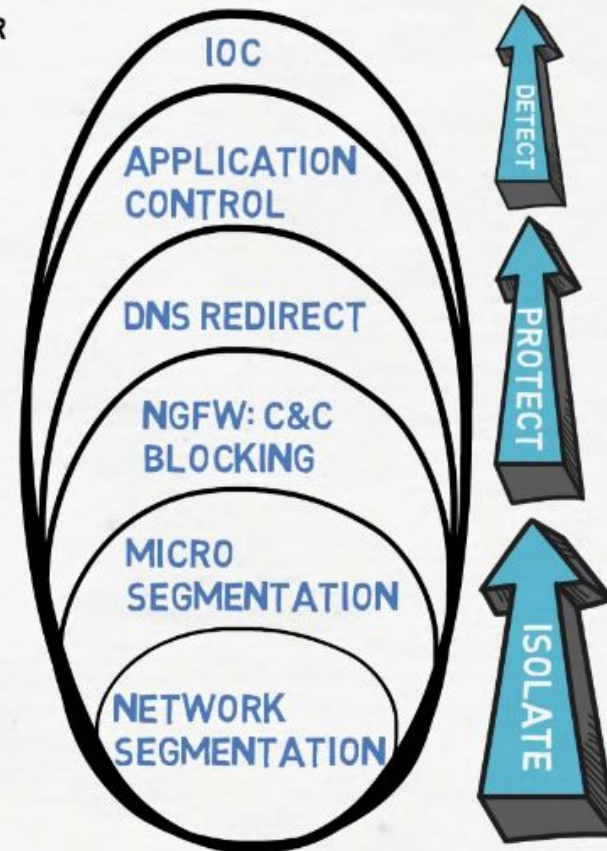 R
IOC
DETECT
APPLICATION
CONTROL
DNS REDIRECT
PROTECT
NGFW: C&C
BLOCKING
MICRO
SEGMENTATION
ISOLATE
NETWORK
SEGMENTATION